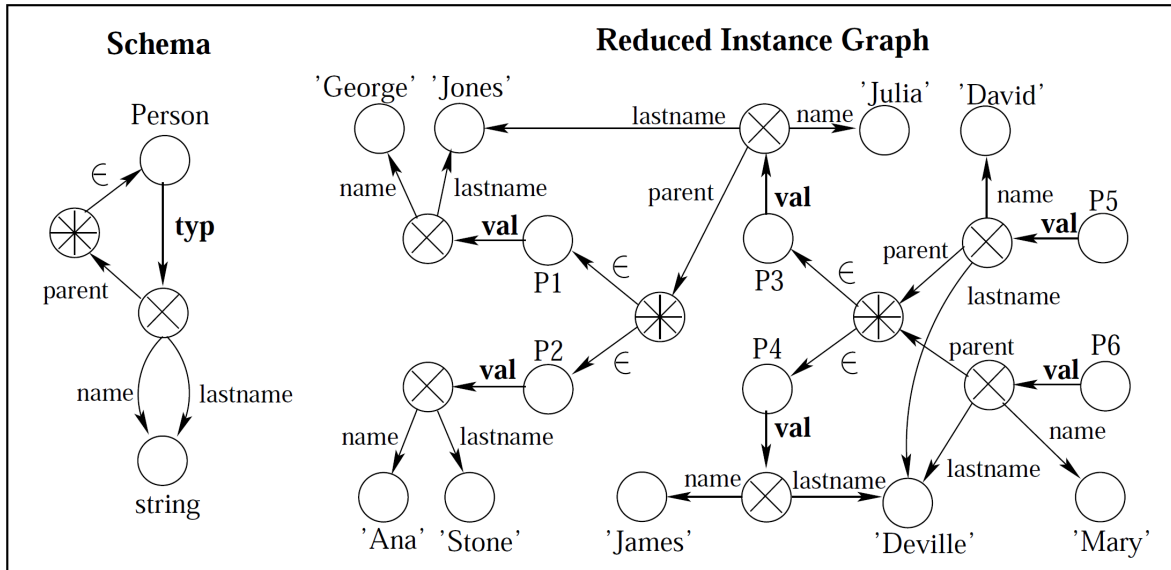 Schema
Reduced Instance Graph
Person
∈
typ
parent
name
lastname
string
'George' 'Jones'
'Julia'
'David'
lastname
name
name
lastname
parent
val
name
val
P5
val
P1
∈
P3
∈
parent
lastname
P2
∈
P4
∈
parent
P6
val
val
name
lastname
val
name
lastname
name
lastname
'Ana'
'Stone'
'James'
'Deville'
'Mary'